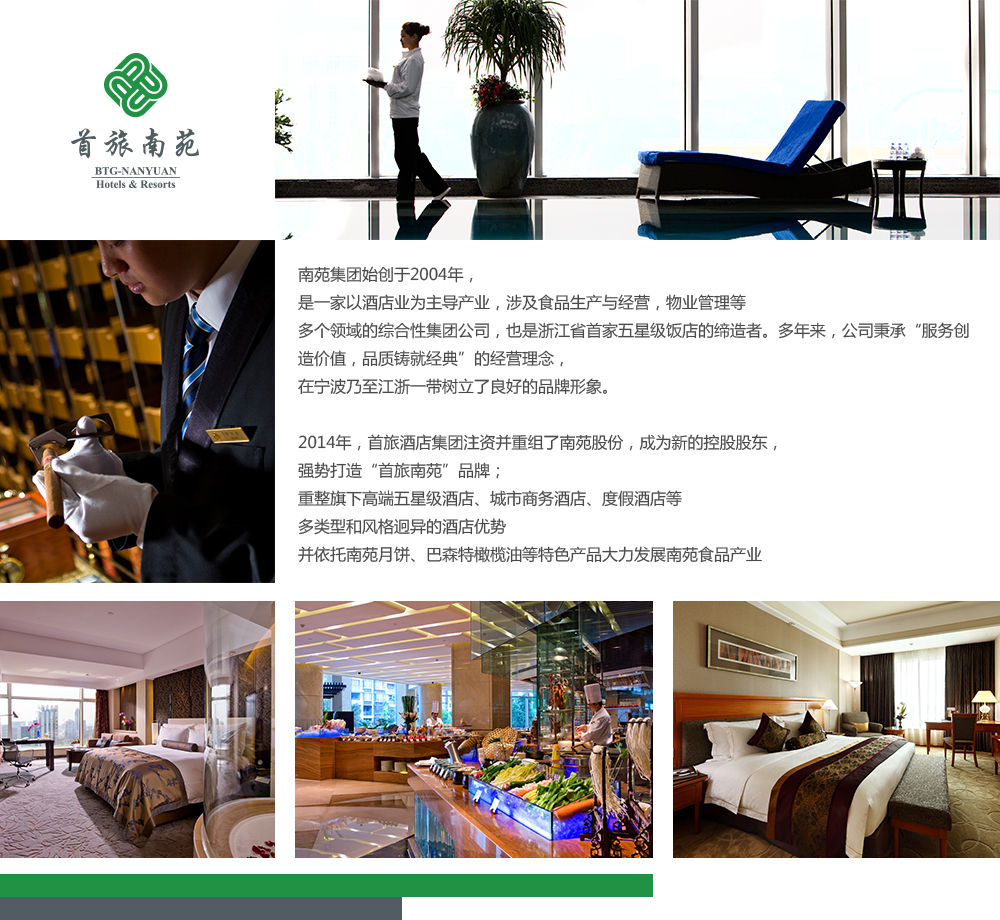 首旅南苑
BTG-NANYUAN
Hotels & Resorts
南苑集团始创于2004年，
是一家以酒店业为主导产业，涉及食品生产与经营，物业管理等
多个领域的综合性集团公司，也是浙江省首家五星级饭店的缔造者。多年来，公司秉承“服务创
造价值，品质铸就经典”的经营理念，
在宁波乃至江浙一带树立了良好的品牌形象。
2014年，首旅酒店集团注资并重组了南苑股份，成为新的控股股东，
强势打造“首旅南苑”品牌；
重整旗下高端五星级酒店、城市商务酒店、度假酒店等
多类型和风格迥异的酒店优势
并依托南苑月饼、巴森特橄榄油等特色产品大力发展南苑食品产业